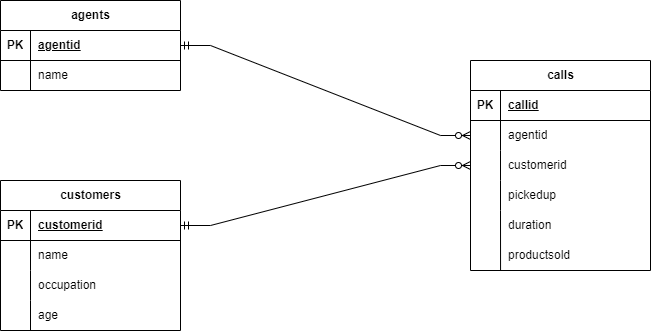 agents
PK agentid
name
customers
PK customerid
name
occupation
age
calls
PK callid
agentid
customerid
pickedup
duration
productsold